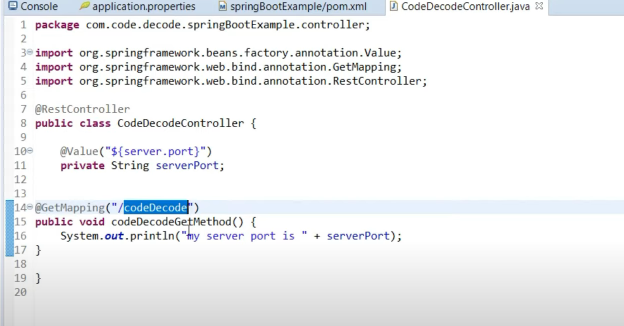 Console application.properties springBootExample/pom.xml CodeDecodeController.java
1 package com.code.decode.springBootExample.controller;
2
3 import org.springframework.beans.factory.annotation.Value;
4 import org.springframework.web.bind.annotation.GetMapping;
5 import org.springframework.web.bind.annotation.RestController;
6
7 @RestController
8 public class CodeDecodeController {
9
10 @Value("${server.port}")
11 private String serverPort;
12
13
14 @GetMapping("/codeDecode")
15 public void codeDecodeGetMethod() {
16 System.out.println("my server port is " + serverPort);
17 }
18
19 }
20